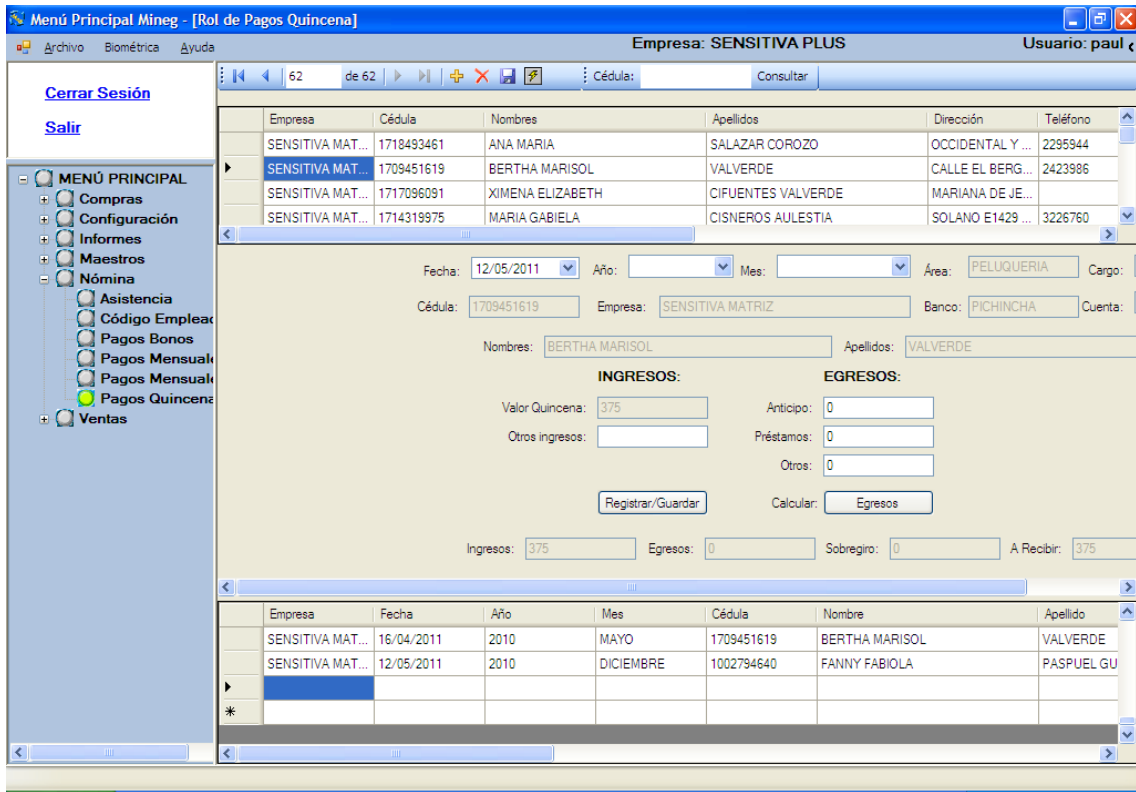 Menú Principal Mineg - [Rol de Pagos Quincena]
Archivo Biométrica Ayuda Empresa: SENSITIVA PLUS Usuario: paul
Cerrar Sesión
Salir
62 de 62 Cédula: Consultar
MENÚ PRINCIPAL
Compras
Configuración
Informes
Maestros
Nómina
Asistencia
Código Emplead
Pagos Bonos
Pagos Mensuale
Pagos Mensuale
Pagos Quincena
Ventas
Empresa Cédula Nombres Apellidos Dirección Teléfono
SENSITIVA MAT... 1718493461 ANA MARIA SALAZAR COROZO OCCIDENTAL Y ... 2295944
SENSITIVA MAT... 1709451619 BERTHA MARISOL VALVERDE CALLE EL BERG... 2423986
SENSITIVA MAT... 1717096091 XIMENA ELIZABETH CIFUENTES VALVERDE MARIANA DE JE...
SENSITIVA MAT... 1714319975 MARIA GABIELA CISNEROS AULESTIA SOLANO E1429 ... 3226760
Fecha: 12/05/2011 Año: Mes: Área: PELUQUERIA Cargo:
Cédula: 1709451619 Empresa: SENSITIVA MATRIZ Banco: PICHINCHA Cuenta:
Nombres: BERTHA MARISOL Apellidos: VALVERDE
INGRESOS: EGRESOS:
Valor Quincena: 375 Anticipo: 0
Otros ingresos: Préstamos: 0
Otros: 0
Registrar/Guardar Calcular: Egresos
Ingresos: 375 Egresos: 0 Sobregiro: 0 A Recibir: 375
Empresa Fecha Año Mes Cédula Nombre Apellido
SENSITIVA MAT... 16/04/2011 2010 MAYO 1709451619 BERTHA MARISOL VALVERDE
SENSITIVA MAT... 12/05/2011 2010 DICIEMBRE 1002794640 FANNY FABIOLA PASPUEL GU